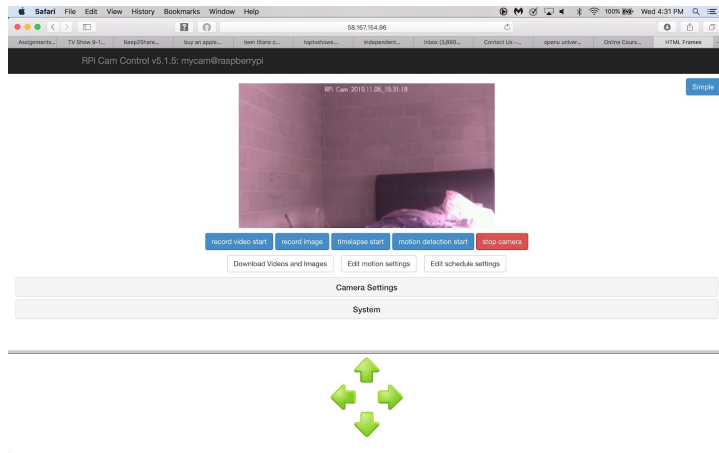 Safari File Edit View History Bookmarks Window Help 100% Wed 4:31 PM
58.167.154.96
Assignments... TV Show 9-1... Keep2Share... buy an apple... teen titans c... toptvshows.... Independent... Inbox (3,690... Contact Us –... openu univer... Online Cours... HTML Frames
RPi Cam Control v5.1.5: mycam@raspberrypi
RPi Cam 2019.11.06_16:31:18
Simple
record video start record image timelapse start motion detection start stop camera
Download Videos and Images Edit motion settings Edit schedule settings
Camera Settings
System